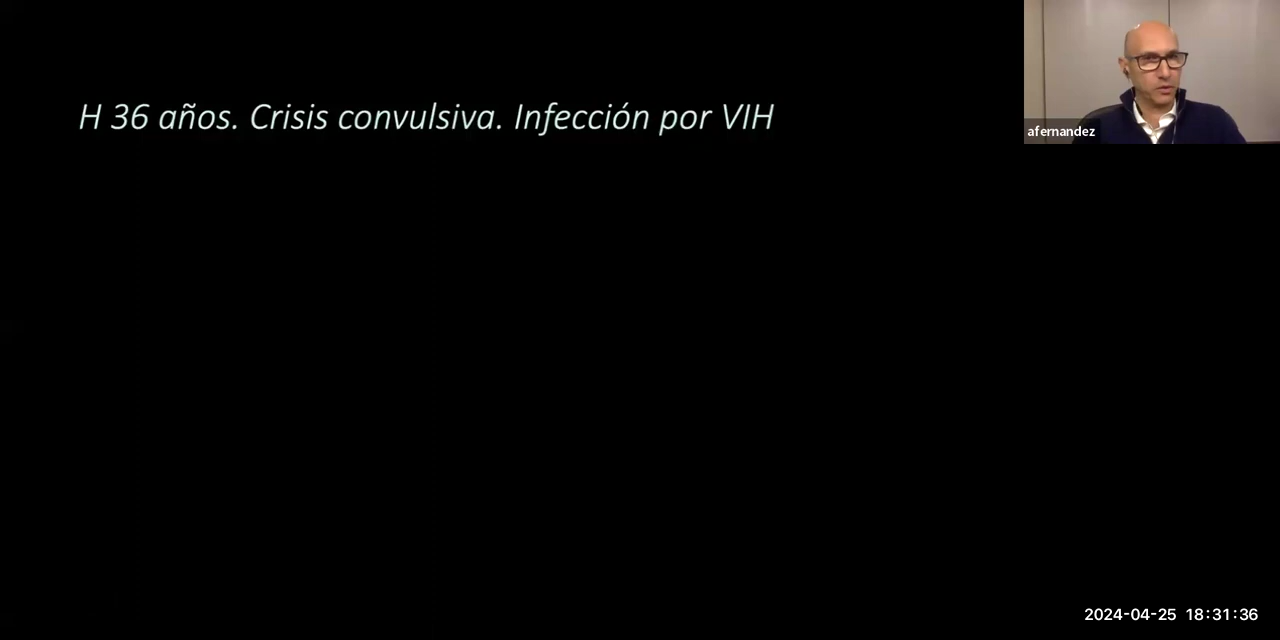 H 36 años. Crisis convulsiva. Infección por VIH
afernandez
2024-04-25 18:31:36